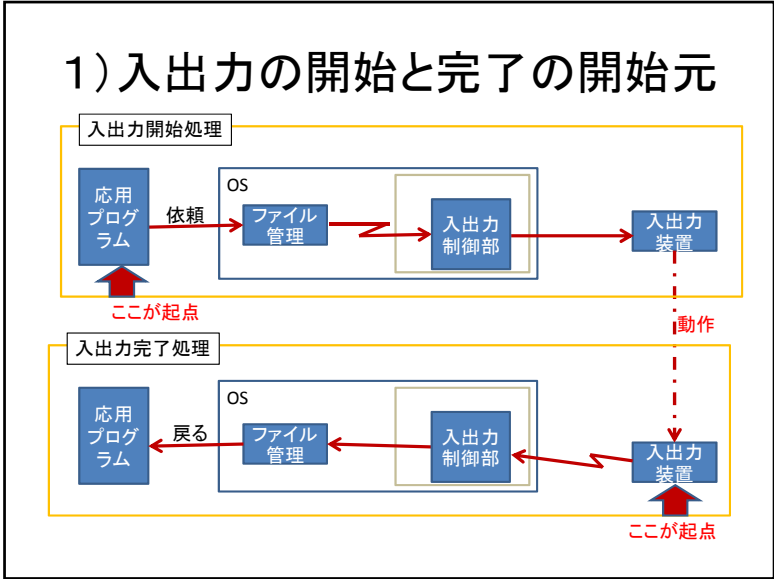 1)入出力の開始と完了の開始元
入出力開始処理
応用
プログ
ラム
依頼
OS
ファイル
管理
入出力
制御部
入出力
装置
ここが起点
動作
入出力完了処理
応用
プログ
ラム
戻る
OS
ファイル
管理
入出力
制御部
入出力
装置
ここが起点